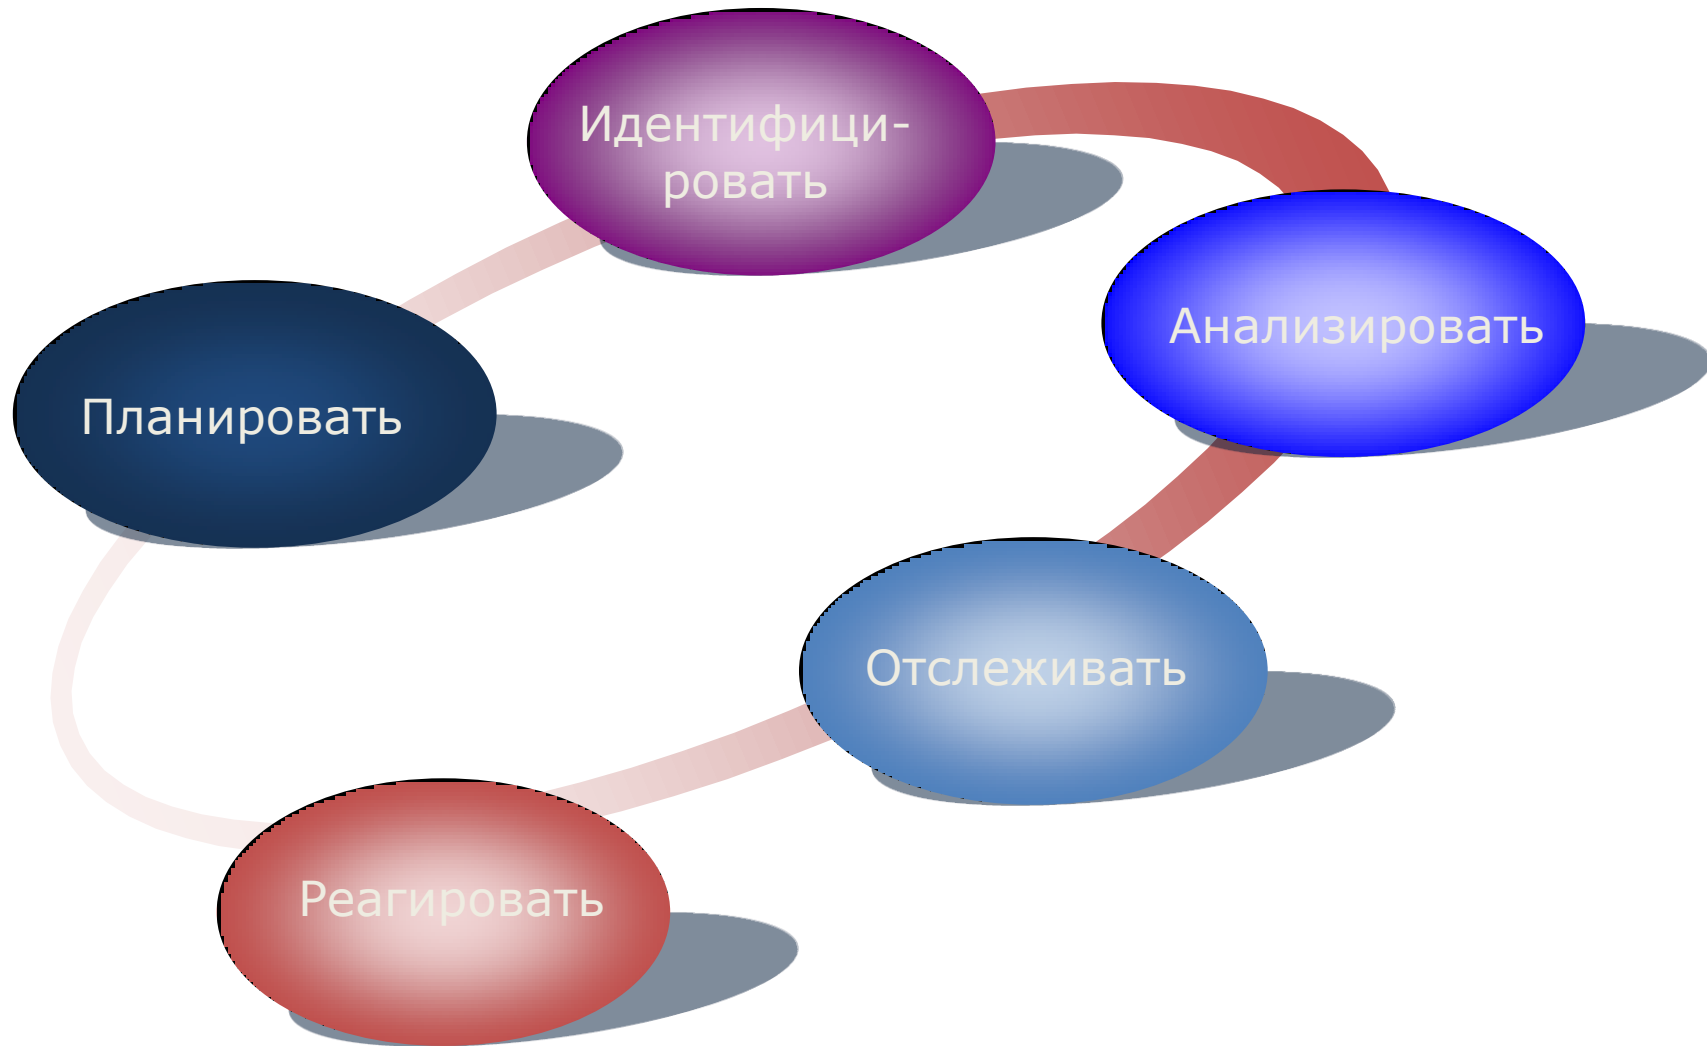 Идентифици-
ровать
Анализировать
Планировать
Отслеживать
Реагировать